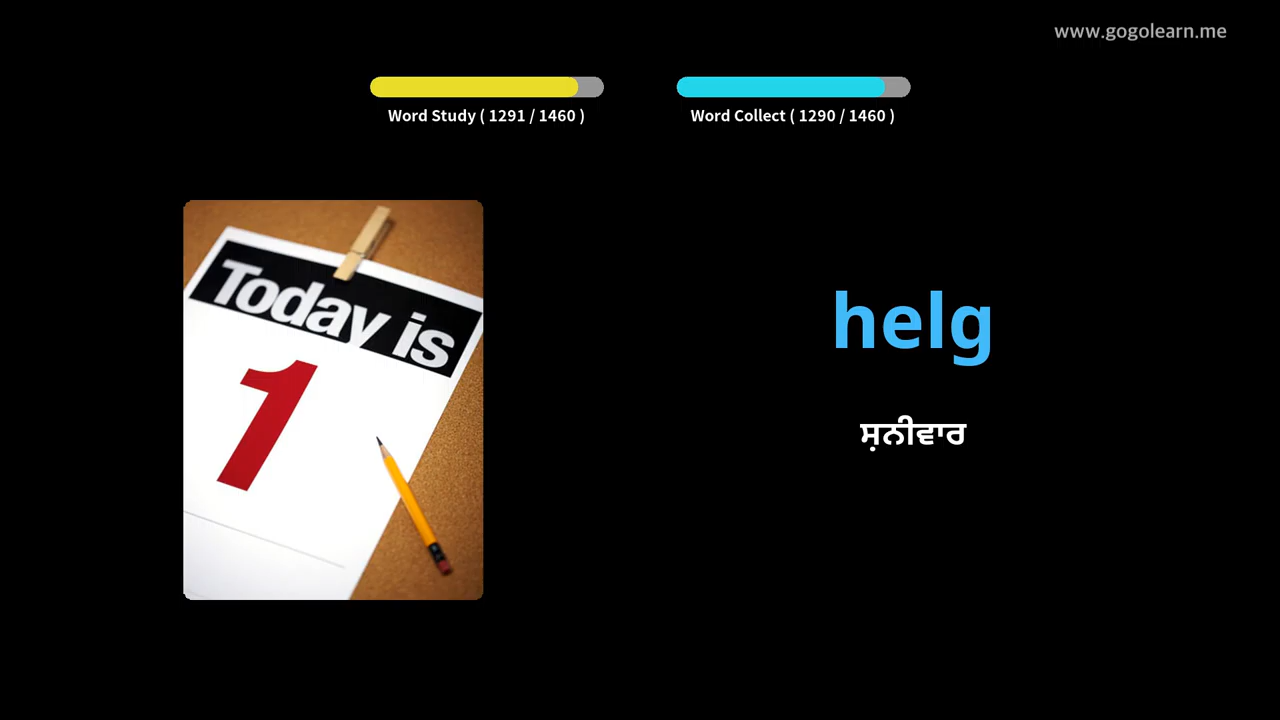 www.gogolearn.me
Word Study ( 1291 / 1460 )
Word Collect ( 1290 / 1460 )
Today is
1
helg
ਸ਼ਨੀਵਾਰ